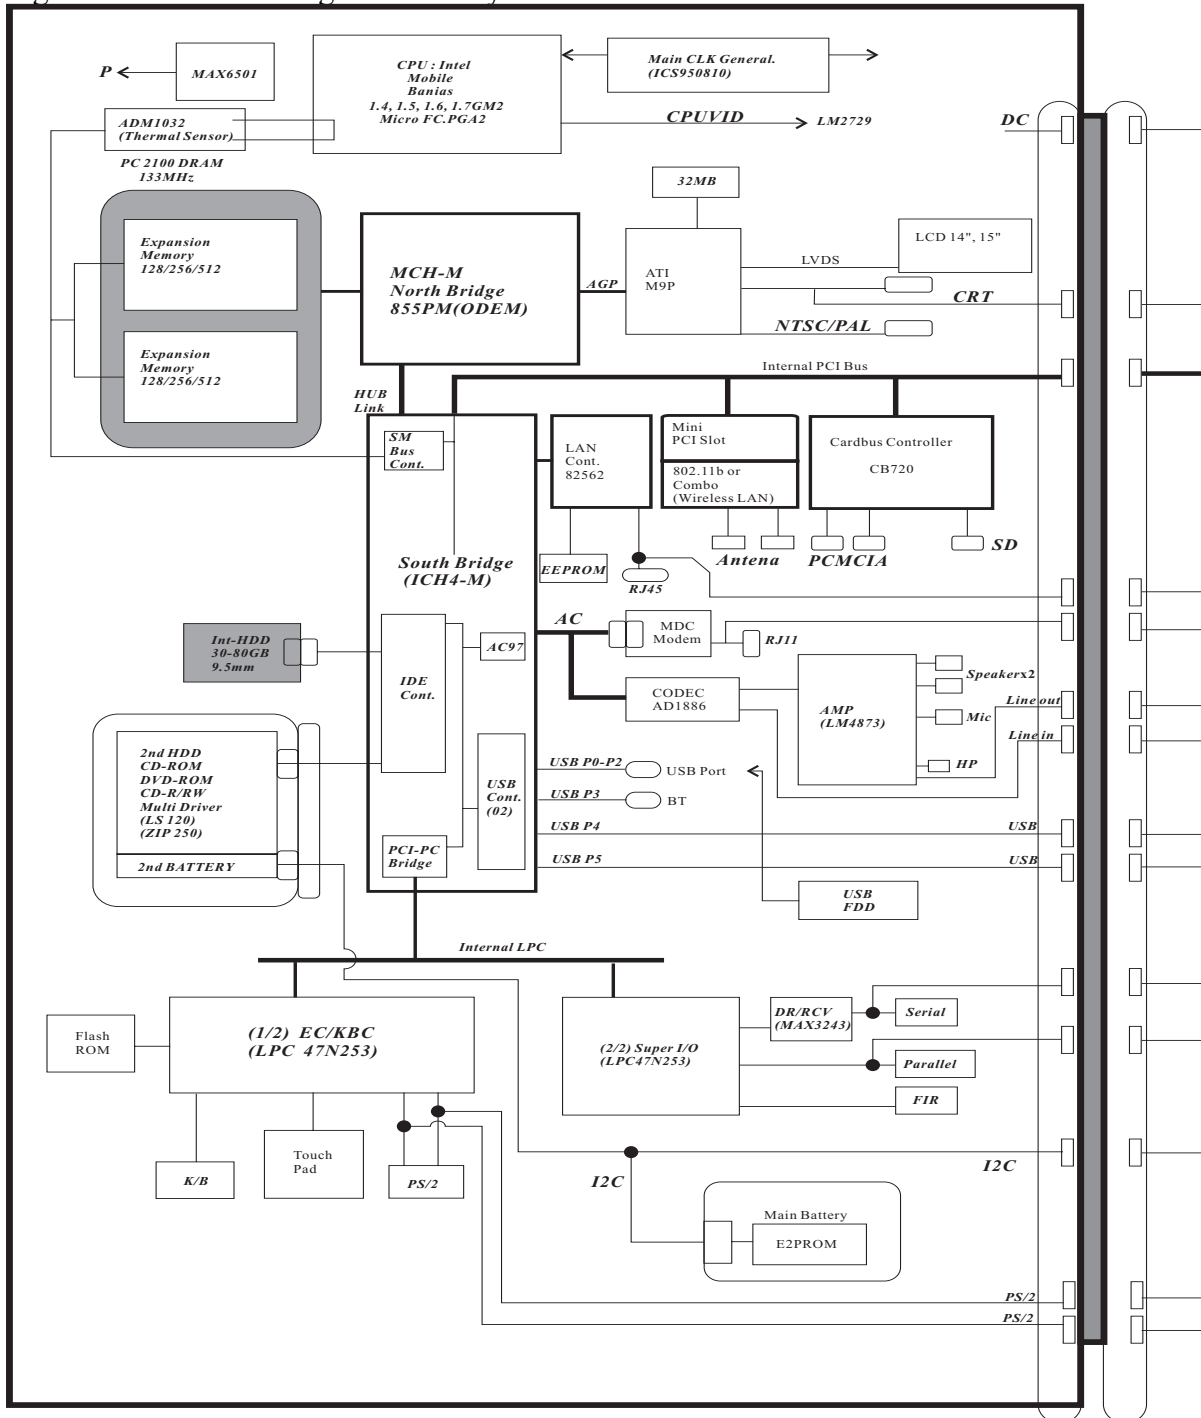 P
MAX6501
CPU : Intel
Mobile
Banias
1.4, 1.5, 1.6, 1.7GM2
Micro FC.PGA2
Main CLK General.
(ICS950810)
ADM1032
(Thermal Sensor)
CPUVID
LM2729
DC
PC 2100 DRAM
133MHz
32MB
Expansion
Memory
128/256/512
MCH-M
North Bridge
855PM(ODEM)
AGP
ATI
M9P
LVDS
LCD 14", 15"
CRT
NTSC/PAL
Expansion
Memory
128/256/512
HUB
Link
Internal PCI Bus
SM
Bus
Cont.
LAN
Cont.
82562
Mini
PCI Slot
802.11b or
Combo
(Wireless LAN)
Cardbus Controller
CB720
South Bridge
(ICH4-M)
EEPROM
RJ45
Antena
PCMCIA
SD
AC
MDC
Modem
RJ11
Int-HDD
30-80GB
9.5mm
AC97
IDE
Cont.
CODEC
AD1886
AMP
(LM4873)
Speakerx2
Mic
HP
Line out
Line in
2nd HDD
CD-ROM
DVD-ROM
CD-R/RW
Multi Driver
(LS 120)
(ZIP 250)
2nd BATTERY
USB
Cont.
(02)
USB P0-P2
USB Port
USB P3
BT
USB P4
USB
USB P5
USB
PCI-PC
Bridge
USB
FDD
Internal LPC
Flash
ROM
(1/2) EC/KBC
(LPC 47N253)
(2/2) Super I/O
(LPC47N253)
DR/RCV
(MAX3243)
Serial
Parallel
FIR
K/B
Touch
Pad
PS/2
I2C
I2C
Main Battery
E2PROM
PS/2
PS/2